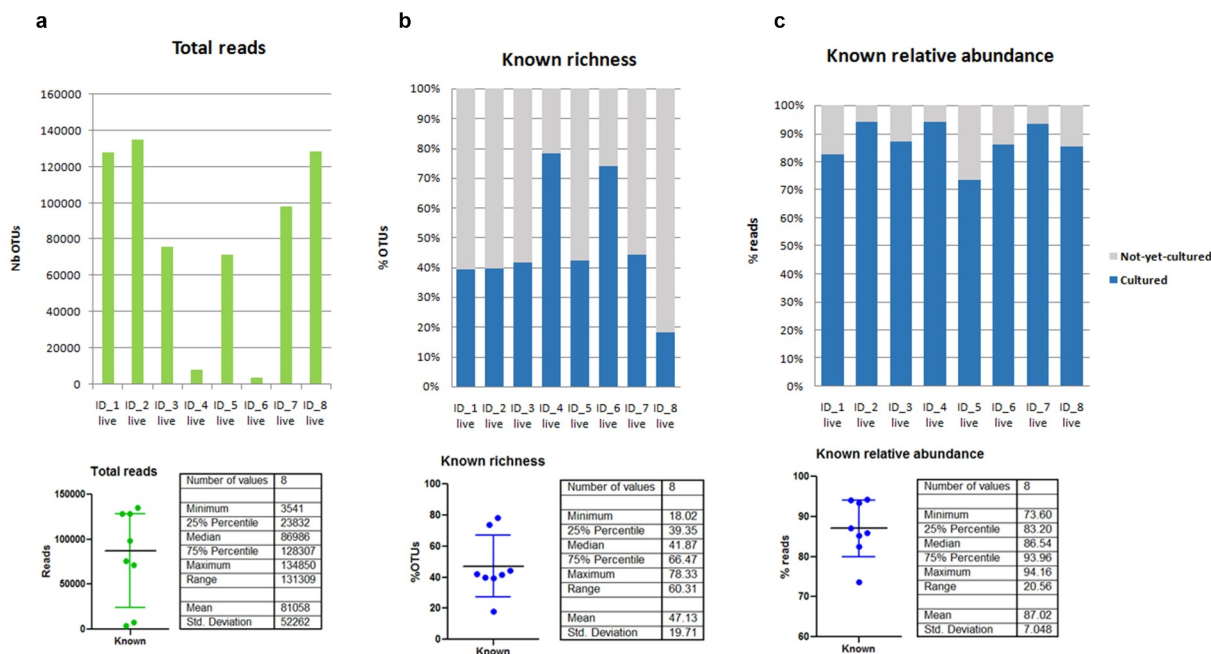 a
Total reads
Nb OTUs
160000
140000
120000
100000
80000
60000
40000
20000
0
ID_1 ID_2 ID_3 ID_4 ID_5 ID_6 ID_7 ID_8
live live live live live live live live
b
Known richness
% OTUs
100%
90%
80%
70%
60%
50%
40%
30%
20%
10%
0%
ID_1 ID_2 ID_3 ID_4 ID_5 ID_6 ID_7 ID_8
live live live live live live live live
c
Known relative abundance
% reads
100%
90%
80%
70%
60%
50%
40%
30%
20%
10%
0%
ID_1 ID_2 ID_3 ID_4 ID_5 ID_6 ID_7 ID_8
live live live live live live live live
Not-yet-cultured
Cultured
Total reads
Reads
150000
100000
50000
0
Known
Number of values 8
Minimum 3541
25% Percentile 23832
Median 86986
75% Percentile 128307
Maximum 134850
Range 131309
Mean 81058
Std. Deviation 52262
Known richness
%OTUs
100
80
60
40
20
0
Known
Number of values 8
Minimum 18.02
25% Percentile 39.35
Median 41.87
75% Percentile 66.47
Maximum 78.33
Range 60.31
Mean 47.13
Std. Deviation 19.71
Known relative abundance
% reads
100
90
80
70
60
Known
Number of values 8
Minimum 73.60
25% Percentile 83.20
Median 86.54
75% Percentile 93.96
Maximum 94.16
Range 20.56
Mean 87.02
Std. Deviation 7.048